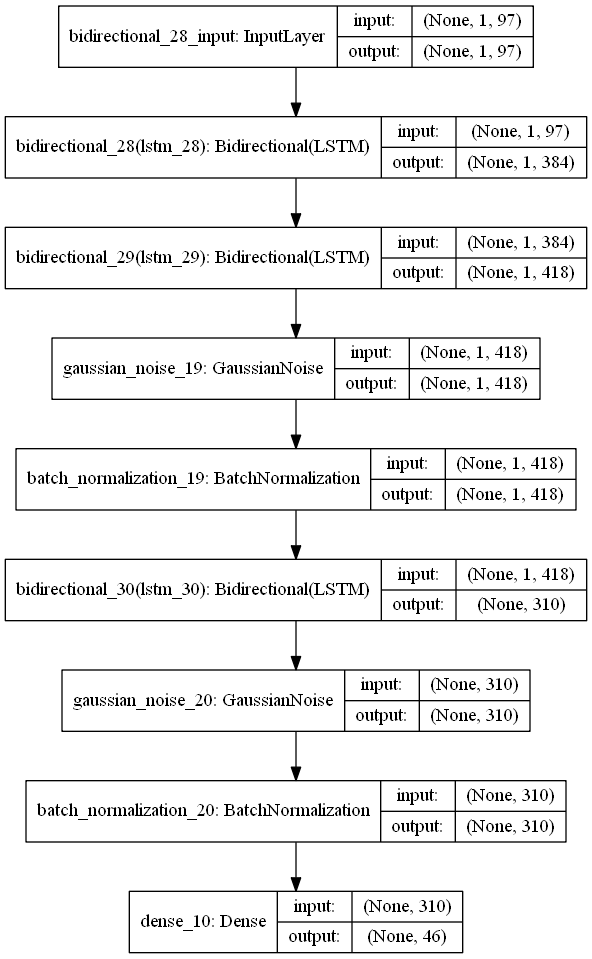 bidirectional_28_input: InputLayer
input: (None, 1, 97)
output: (None, 1, 97)
bidirectional_28(lstm_28): Bidirectional(LSTM)
input: (None, 1, 97)
output: (None, 1, 384)
bidirectional_29(lstm_29): Bidirectional(LSTM)
input: (None, 1, 384)
output: (None, 1, 418)
gaussian_noise_19: GaussianNoise
input: (None, 1, 418)
output: (None, 1, 418)
batch_normalization_19: BatchNormalization
input: (None, 1, 418)
output: (None, 1, 418)
bidirectional_30(lstm_30): Bidirectional(LSTM)
input: (None, 1, 418)
output: (None, 310)
gaussian_noise_20: GaussianNoise
input: (None, 310)
output: (None, 310)
batch_normalization_20: BatchNormalization
input: (None, 310)
output: (None, 310)
dense_10: Dense
input: (None, 310)
output: (None, 46)